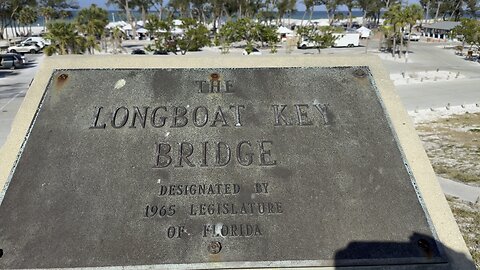 THE
LONGBOAT KEY
BRIDGE
DESIGNATED BY
1965 LEGISLATURE
OF FLORIDA